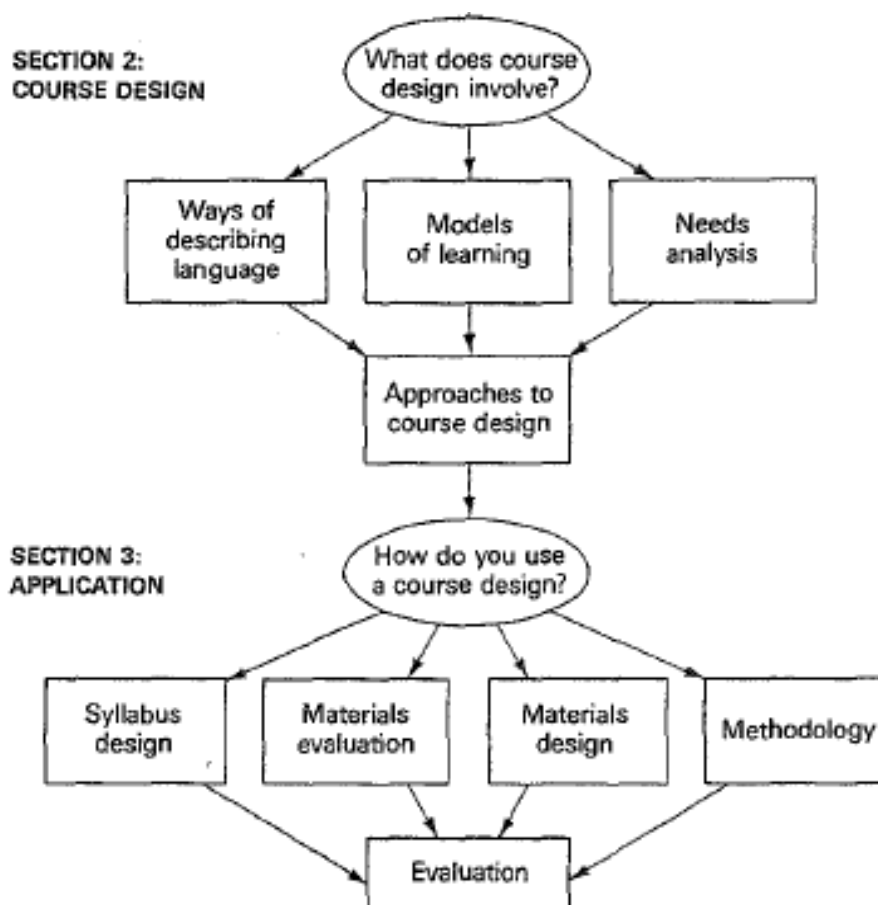 SECTION 2:
COURSE DESIGN
What does course
design involve?
Ways of
describing
language
Models
of learning
Needs
analysis
Approaches to
course design
SECTION 3:
APPLICATION
How do you use
a course design?
Syllabus
design
Materials
evaluation
Materials
design
Methodology
Evaluation